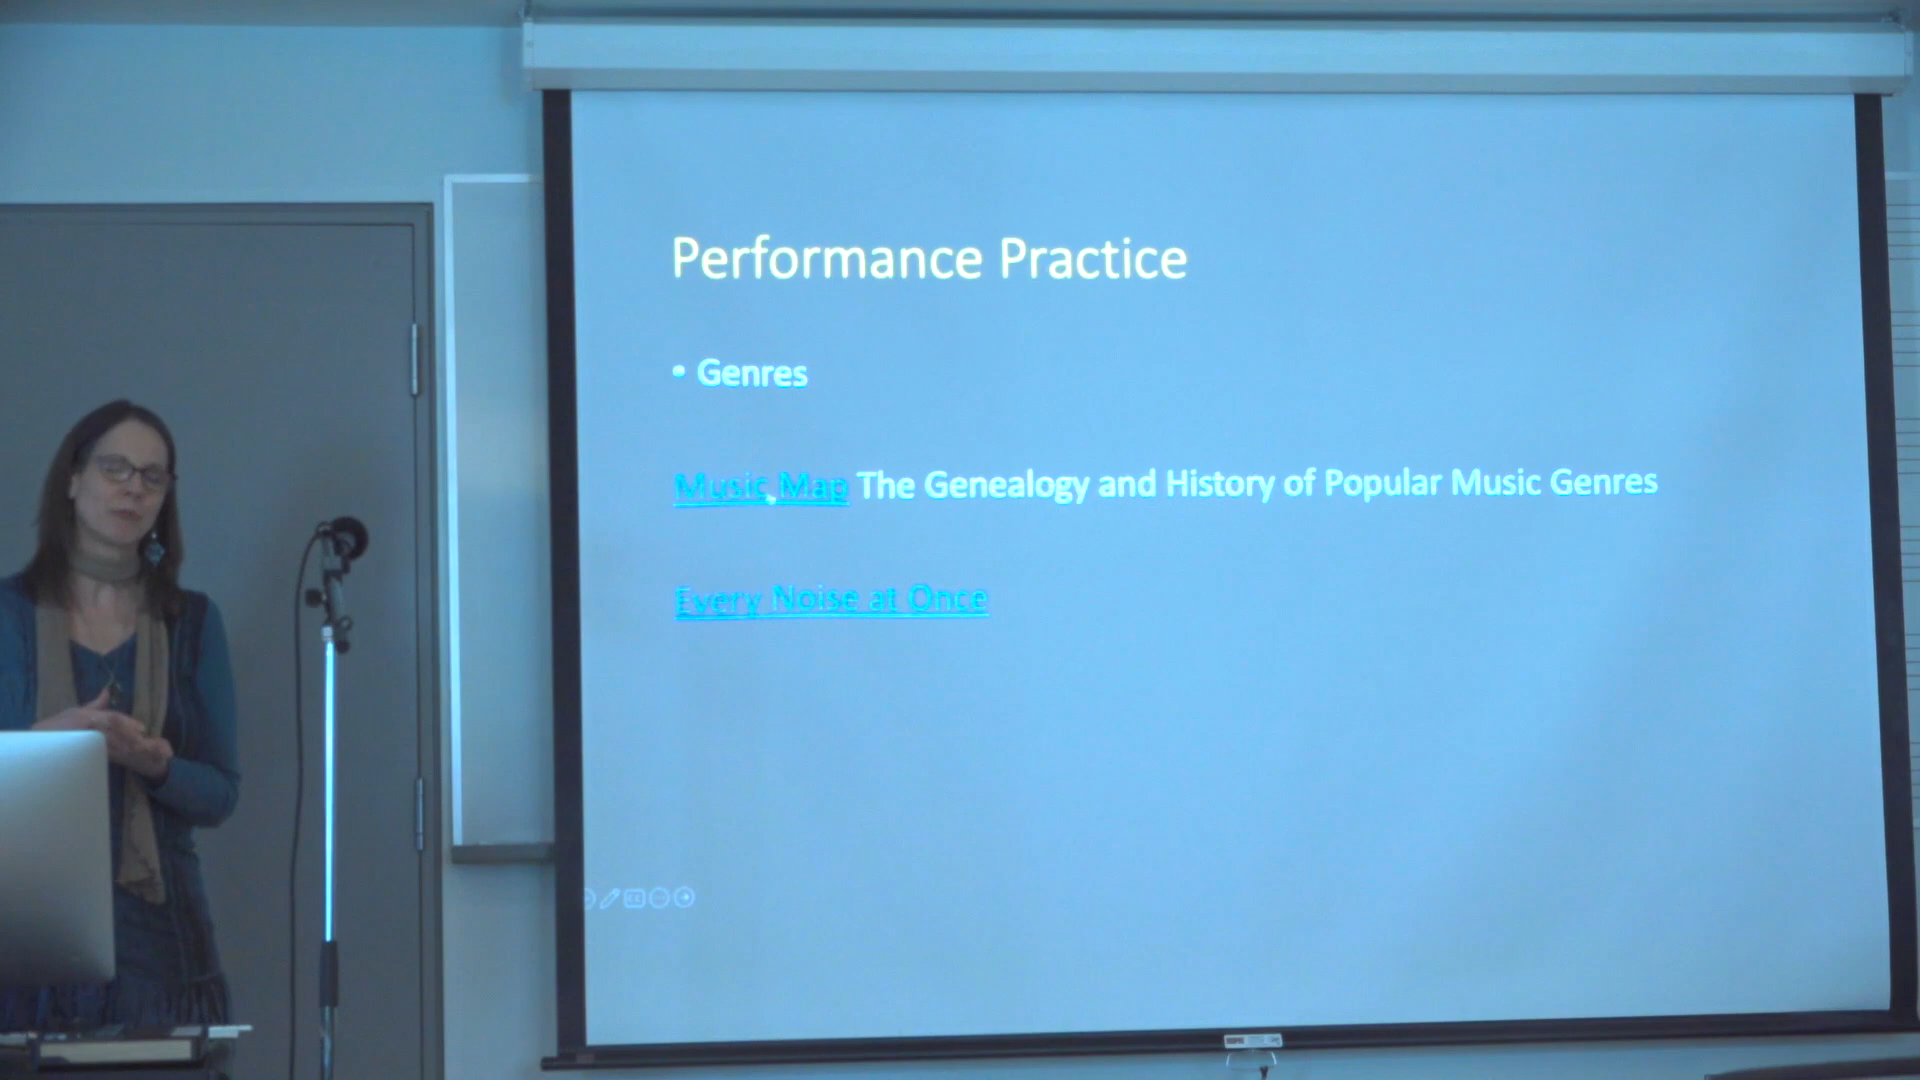 Performance Practice
• Genres
Music Map The Genealogy and History of Popular Music Genres
Every Noise at Once